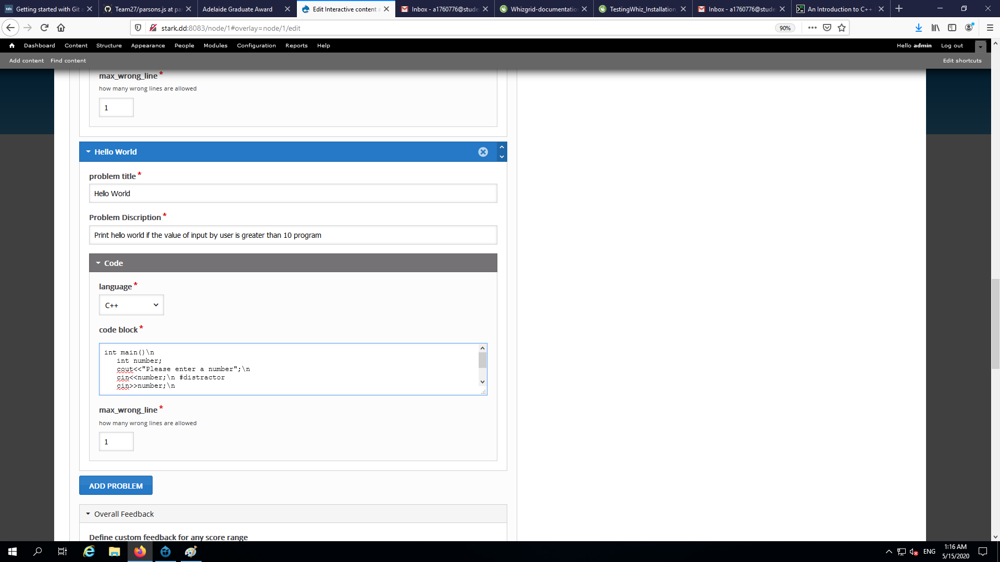 Getting started with Git a
Team27/parsons.js at pa
Adelaide Graduate Award
Edit Interactive content a
Inbox - a1760776@stude
Whizgrid-documentatio
TestingWhiz_Installation_
Inbox - a1760776@stude
An Introduction to C++
stark.dd:8083/node/1#overlay=node/1/edit
90%
Dashboard Content Structure Appearance People Modules Configuration Reports Help
Hello admin Log out
Add content Find content
Edit shortcuts
max_wrong_line *
how many wrong lines are allowed
1
Hello World
problem title *
Hello World
Problem Discription *
Print hello world if the value of input by user is greater than 10 program
Code
language *
C++
code block *
int main()\n
int number;
cout<<"Please enter a number";\n
cin<<number;\n #distractor
cin>>number;\n
max_wrong_line *
how many wrong lines are allowed
1
ADD PROBLEM
Overall Feedback
Define custom feedback for any score range
ENG
1:16 AM
5/15/2020